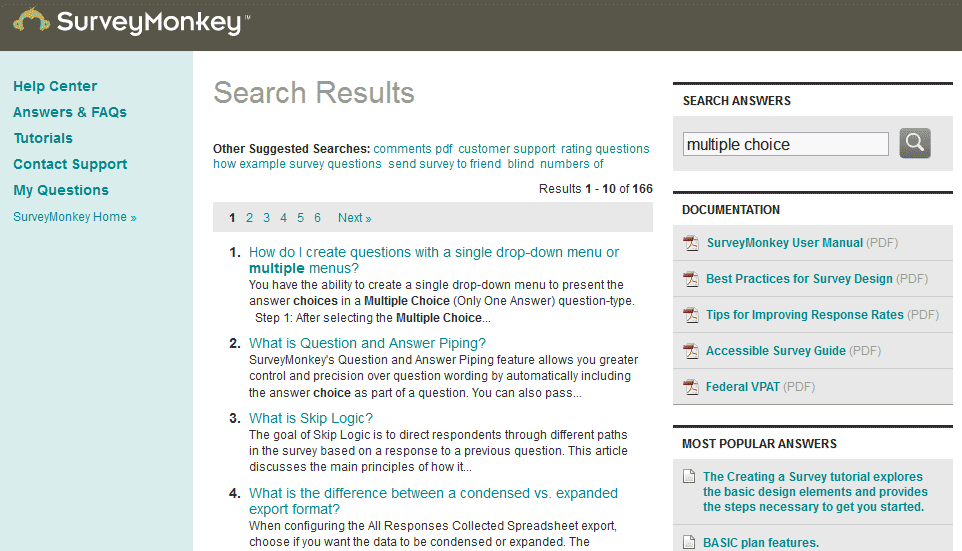 SurveyMonkey™
Help Center
Answers & FAQs
Tutorials
Contact Support
My Questions
SurveyMonkey Home »
Search Results
Other Suggested Searches: comments pdf customer support rating questions
how example survey questions send survey to friend blind numbers of
Results 1 - 10 of 166
1 2 3 4 5 6 Next »
1. How do I create questions with a single drop-down menu or
multiple menus?
You have the ability to create a single drop-down menu to present the
answer choices in a Multiple Choice (Only One Answer) question-type.
Step 1: After selecting the Multiple Choice...
2. What is Question and Answer Piping?
SurveyMonkey's Question and Answer Piping feature allows you greater
control and precision over question wording by automatically including
the answer choice as part of a question. You can also pass...
3. What is Skip Logic?
The goal of Skip Logic is to direct respondents through different paths
in the survey based on a response to a previous question. This article
discusses the main principles of how it...
4. What is the difference between a condensed vs. expanded
export format?
When configuring the All Responses Collected Spreadsheet export,
choose if you want the data to be condensed or expanded. The
SEARCH ANSWERS
multiple choice
DOCUMENTATION
SurveyMonkey User Manual (PDF)
Best Practices for Survey Design (PDF)
Tips for Improving Response Rates (PDF)
Accessible Survey Guide (PDF)
Federal VPAT (PDF)
MOST POPULAR ANSWERS
The Creating a Survey tutorial explores
the basic design elements and provides
the steps necessary to get you started.
BASIC plan features.